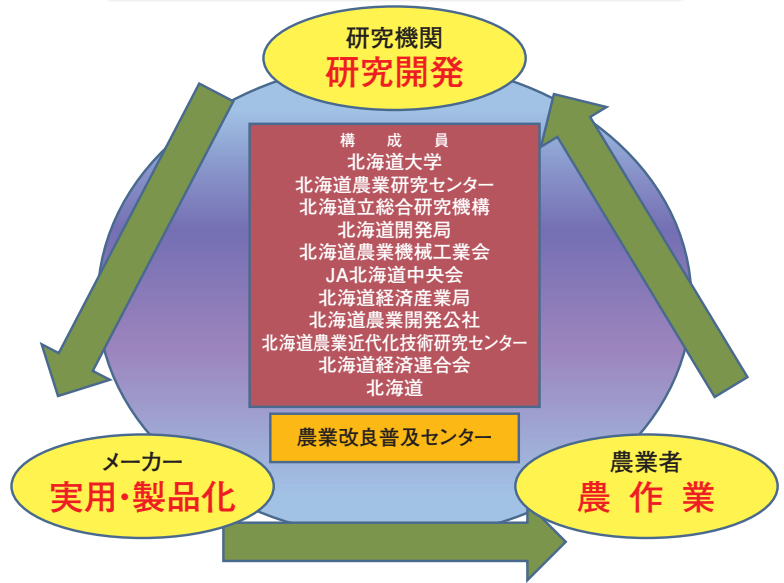 研究機関
研究開発
構 成 員
北海道大学
北海道農業研究センター
北海道立総合研究機構
北海道開発局
北海道農業機械工業会
JA北海道中央会
北海道経済産業局
北海道農業開発公社
北海道農業近代化技術研究センター
北海道経済連合会
北海道
農業改良普及センター
メーカー
実用・製品化
農業者
農 作 業